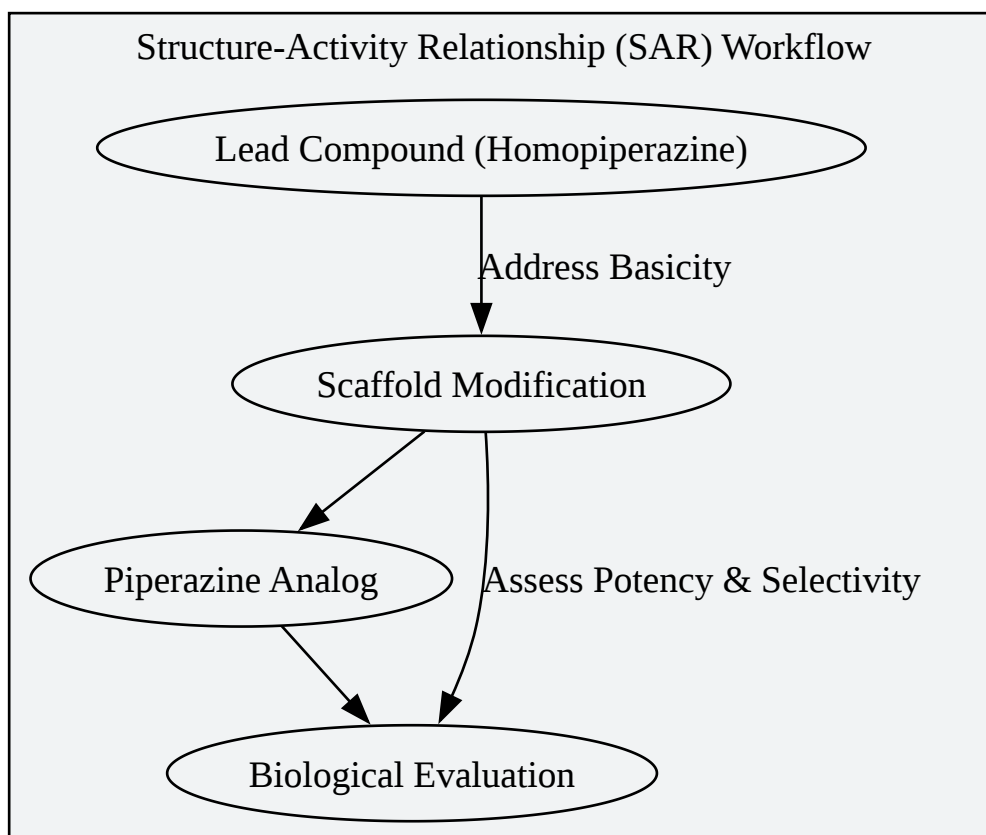 Structure-Activity Relationship (SAR) Workflow
Lead Compound (Homopiperazine)
Address Basicity
Scaffold Modification
Piperazine Analog
Assess Potency & Selectivity
Biological Evaluation